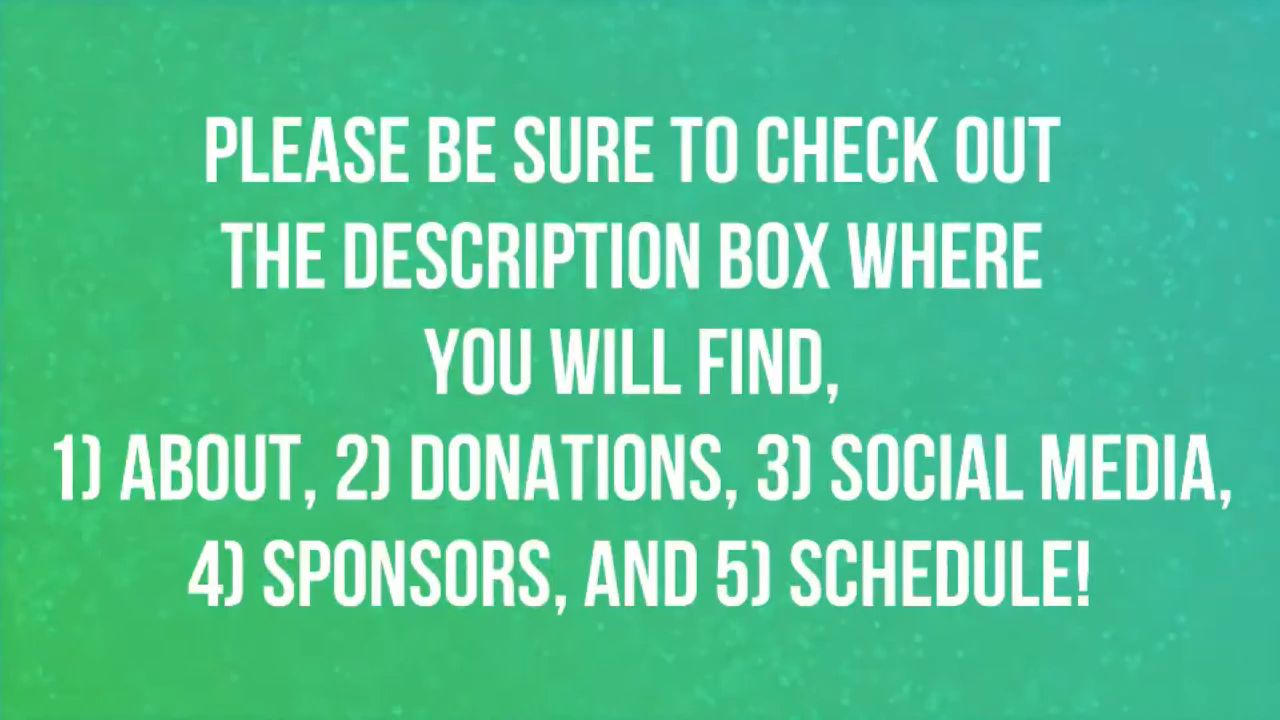 PLEASE BE SURE TO CHECK OUT
THE DESCRIPTION BOX WHERE
YOU WILL FIND,
1) ABOUT, 2) DONATIONS, 3) SOCIAL MEDIA,
4) SPONSORS, AND 5) SCHEDULE!